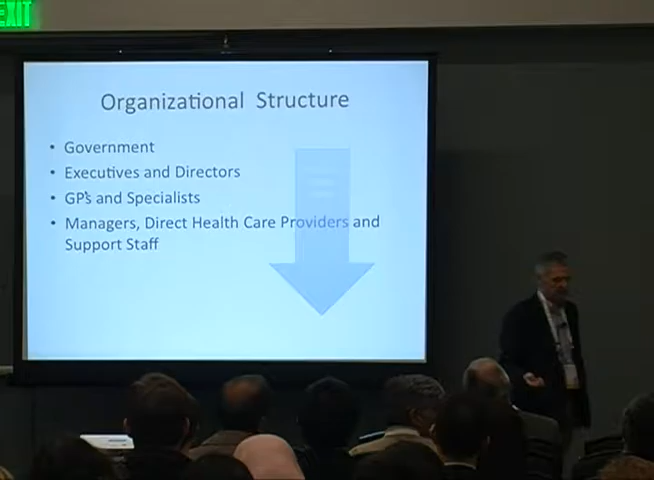 EXIT
Organizational Structure
• Government
• Executives and Directors
• GP's and Specialists
• Managers, Direct Health Care Providers and
Support Staff